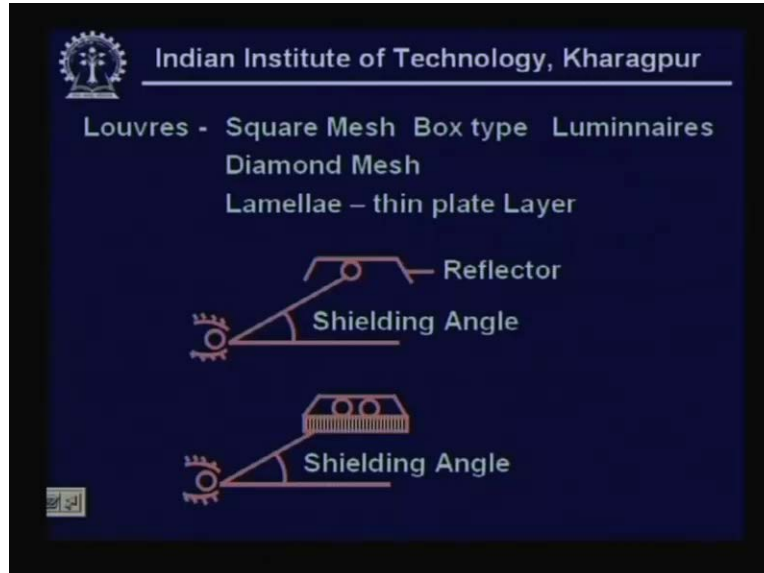 Indian Institute of Technology, Kharagpur
Louvres - Square Mesh Box type Luminnaires
Diamond Mesh
Lamellae – thin plate Layer
Reflector
Shielding Angle
Shielding Angle